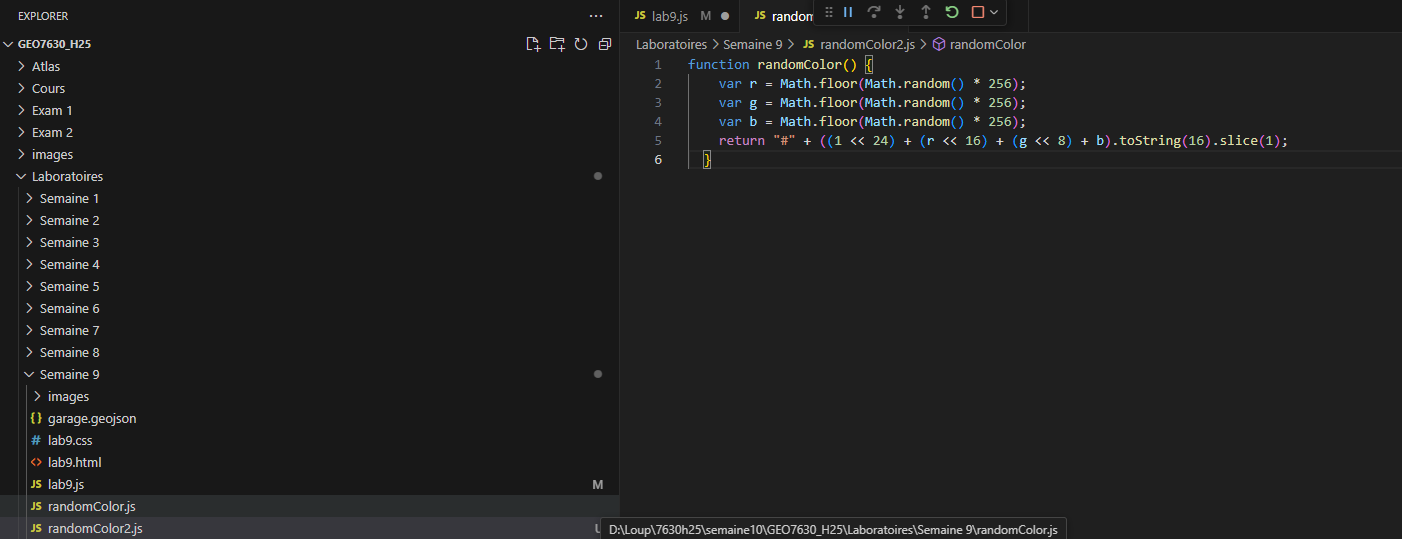 EXPLORER
GEO7630_H25
Atlas
Cours
Exam 1
Exam 2
images
Laboratoires
Semaine 1
Semaine 2
Semaine 3
Semaine 4
Semaine 5
Semaine 6
Semaine 7
Semaine 8
Semaine 9
images
{} garage.geojson
# lab9.css
<> lab9.html
JS lab9.js M
JS randomColor.js
JS randomColor2.js
D:\Loup\7630h25\semaine10\GEO7630_H25\Laboratoires\Semaine 9\randomColor.js
JS lab9.js M
JS random
Laboratoires > Semaine 9 > JS randomColor2.js > randomColor
1 function randomColor() {
2 var r = Math.floor(Math.random() * 256);
3 var g = Math.floor(Math.random() * 256);
4 var b = Math.floor(Math.random() * 256);
5 return "#" + ((1 << 24) + (r << 16) + (g << 8) + b).toString(16).slice(1);
6 }